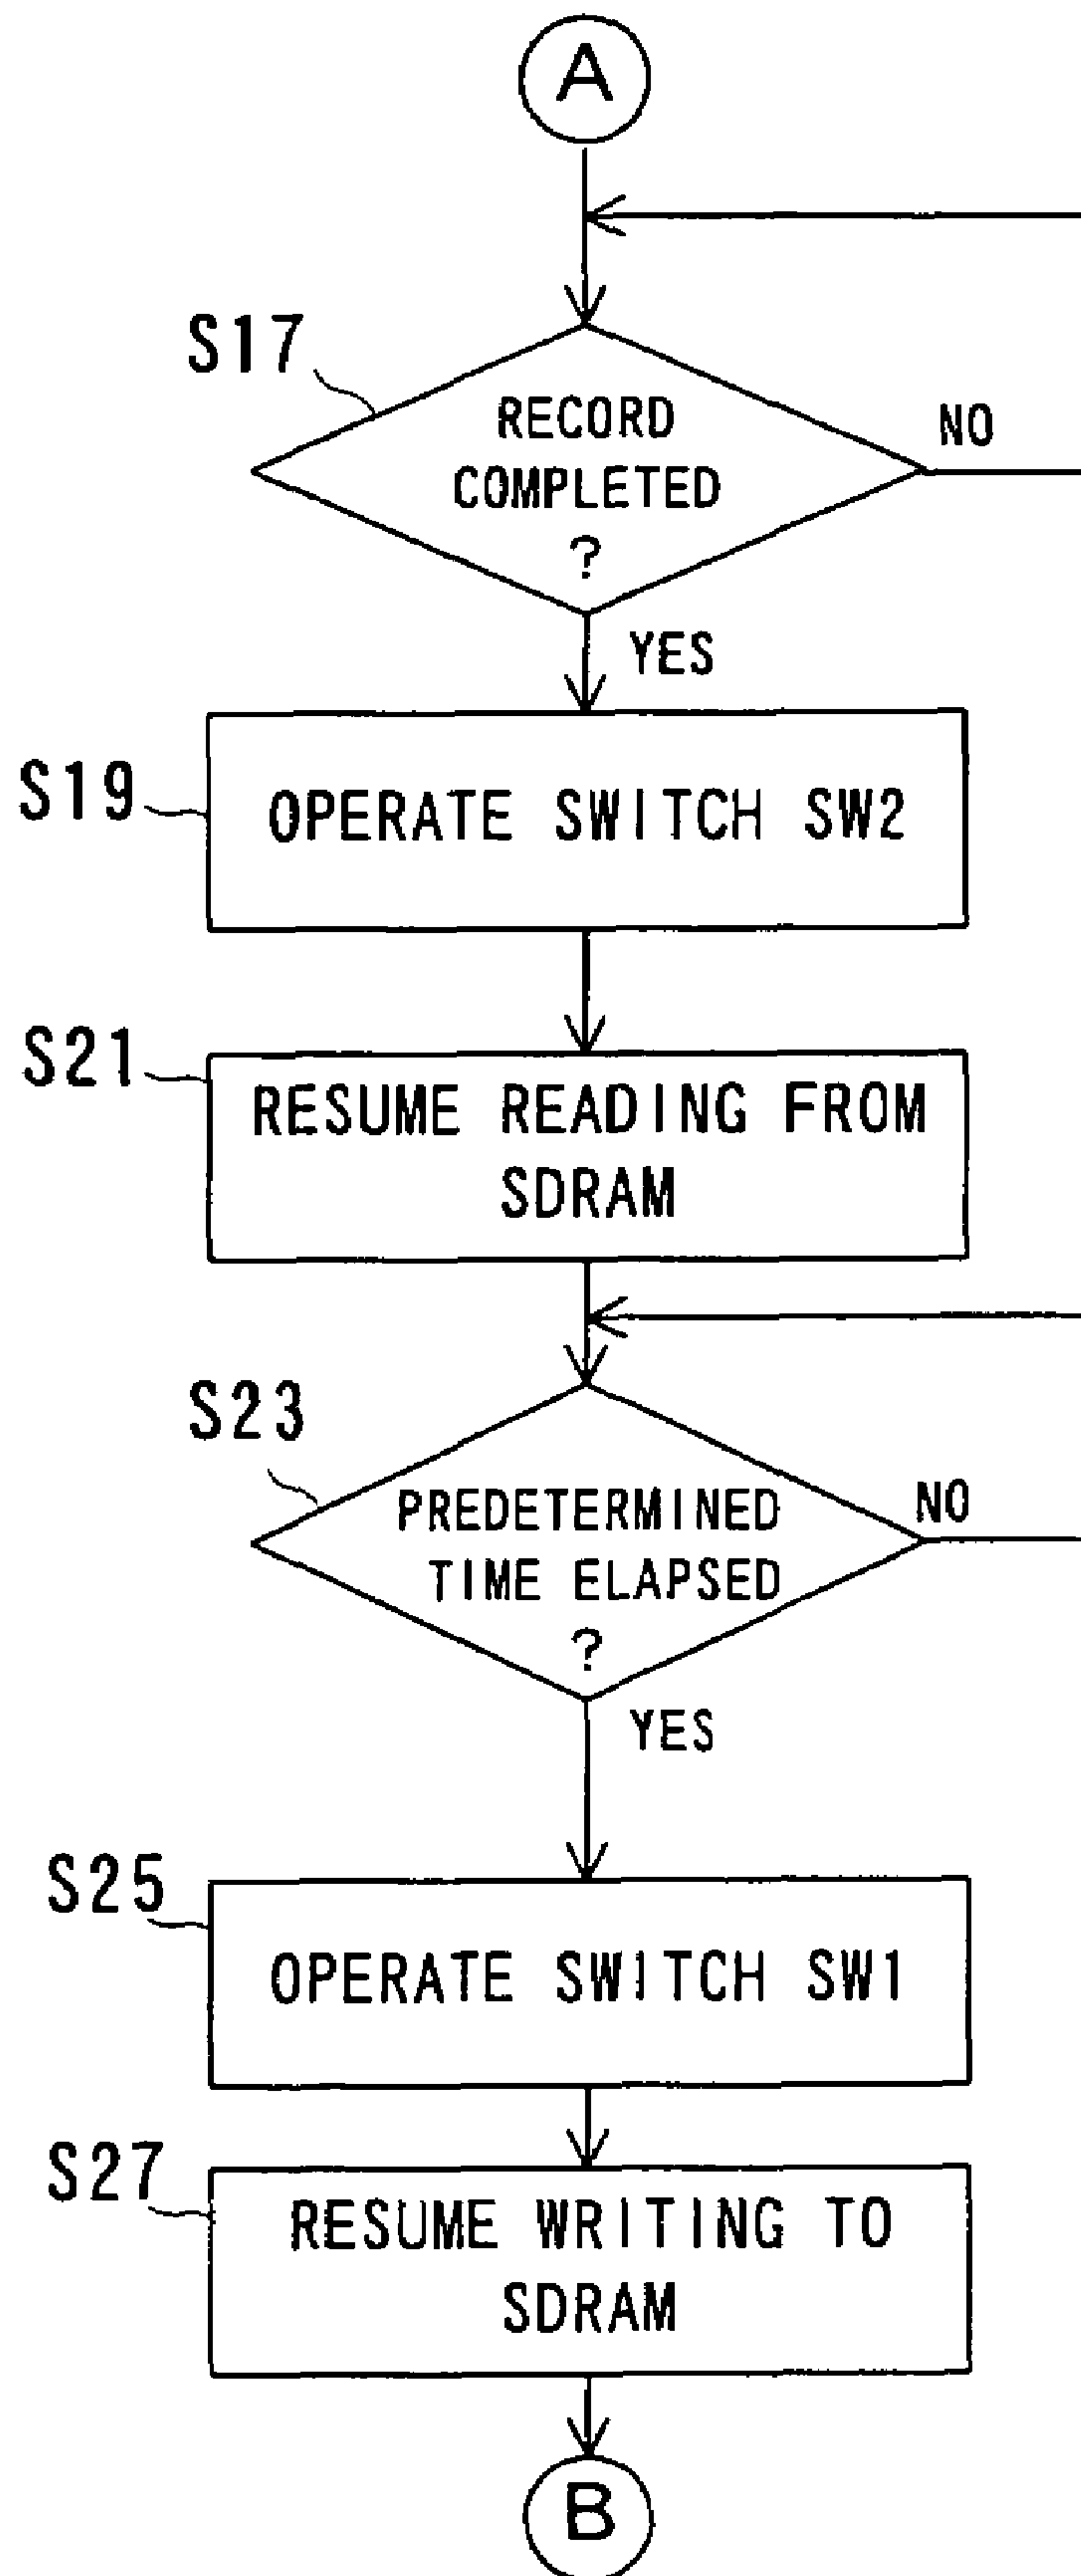 A
S17
RECORD
COMPLETED
?
NO
YES
S19
OPERATE SWITCH SW2
S21
RESUME READING FROM
SDRAM
S23
PREDETERMINED
TIME ELAPSED
?
NO
YES
S25
OPERATE SWITCH SW1
S27
RESUME WRITING TO
SDRAM
B